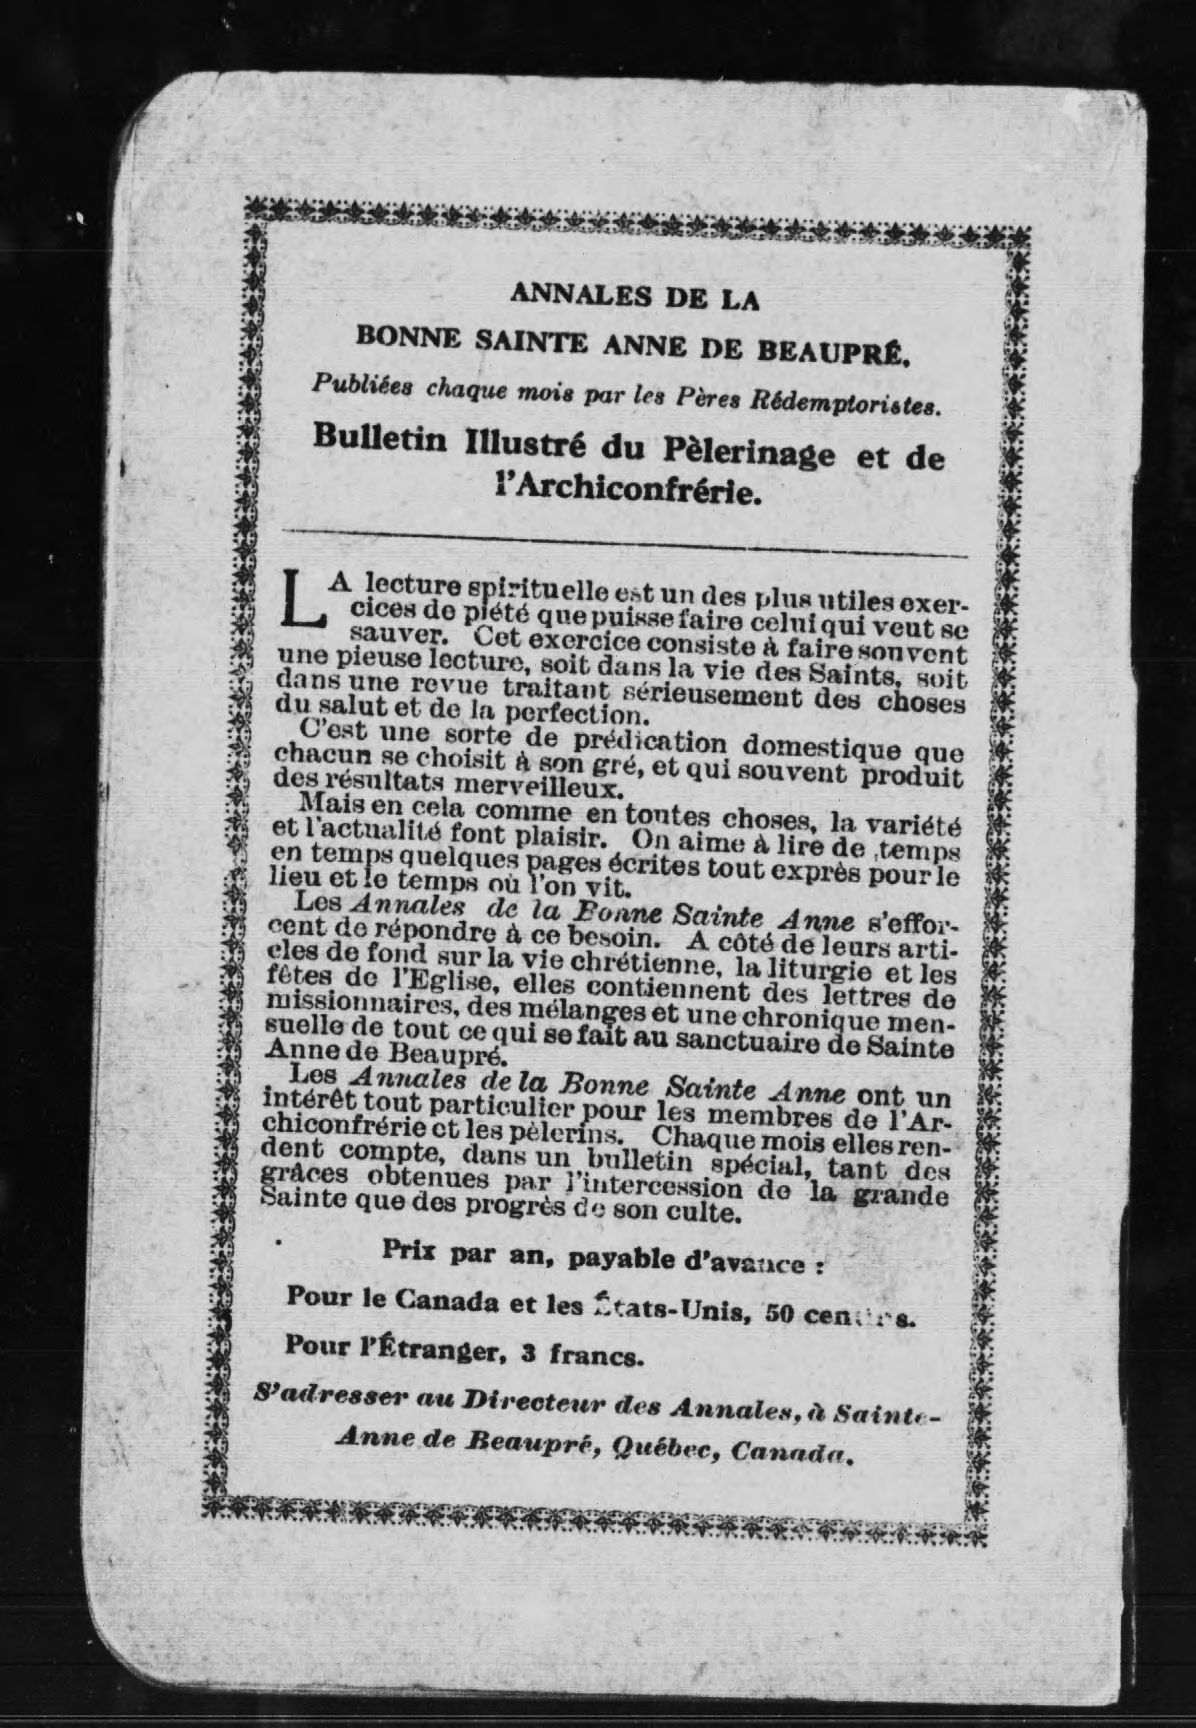 ANNALES DE LA
BONNE SAINTE ANNE DE BEAUPRÉ.
Publiées chaque mois par les Pères Rédemptoristes.
Bulletin Illustré du Pèlerinage et de
l'Archiconfrérie.
LA lecture spirituelle est un des plus utiles exer-
cices de piété que puisse faire celui qui veut se
sauver. Cet exercice consiste à faire souvent
une pieuse lecture, soit dans la vie des Saints, soit
dans une revue traitant sérieusement des choses
du salut et de la perfection.
C'est une sorte de prédication domestique que
chacun se choisit à son gré, et qui souvent produit
des résultats merveilleux.
Mais en cela comme en toutes choses, la variété
et l'actualité font plaisir. On aime à lire de temps
en temps quelques pages écrites tout exprès pour le
lieu et le temps où l'on vit.
Les Annales de la Bonne Sainte Anne s'effor-
cent de répondre à ce besoin. A côté de leurs arti-
cles de fond sur la vie chrétienne, la liturgie et les
fêtes de l'Eglise, elles contiennent des lettres de
missionnaires, des mélanges et une chronique men-
suelle de tout ce qui se fait au sanctuaire de Sainte
Anne de Beaupré.
Les Annales de la Bonne Sainte Anne ont un
intérêt tout particulier pour les membres de l'Ar-
chiconfrérie et les pèlerins. Chaque mois elles ren-
dent compte, dans un bulletin spécial, tant des
grâces obtenues par l'intercession de la grande
Sainte que des progrès de son culte.
Prix par an, payable d'avance :
Pour le Canada et les États-Unis, 50 centins.
Pour l'Étranger, 3 francs.
S'adresser au Directeur des Annales, à Sainte-
Anne de Beaupré, Québec, Canada.